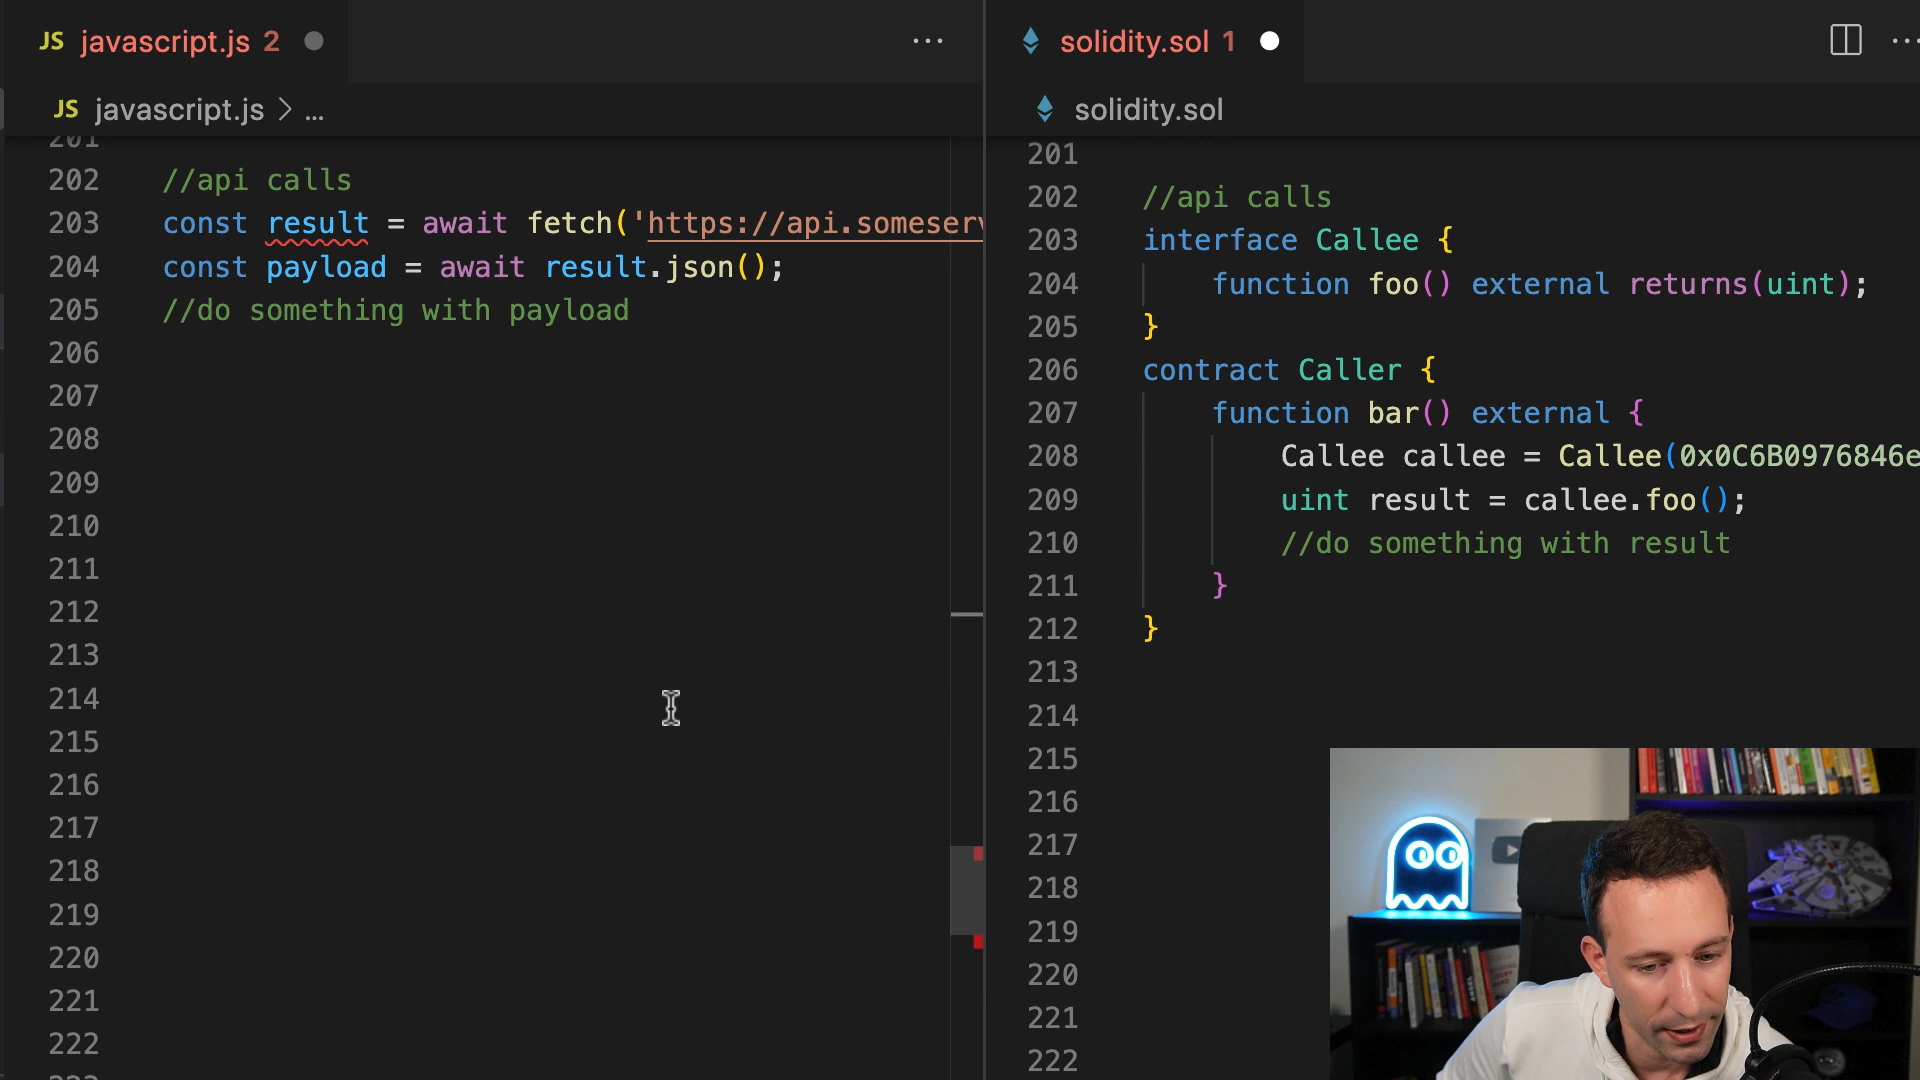 JS javascript.js 2
JS javascript.js > ...
201
202 //api calls
203 const result = await fetch('https://api.someserv
204 const payload = await result.json();
205 //do something with payload
206
207
208
209
210
211
212
213
214
215
216
217
218
219
220
221
222
223
solidity.sol 1
solidity.sol
201
202 //api calls
203 interface Callee {
204 function foo() external returns(uint);
205 }
206 contract Caller {
207 function bar() external {
208 Callee callee = Callee(0x0C6B0976846e
209 uint result = callee.foo();
210 //do something with result
211 }
212 }
213
214
215
216
217
218
219
220
221
222